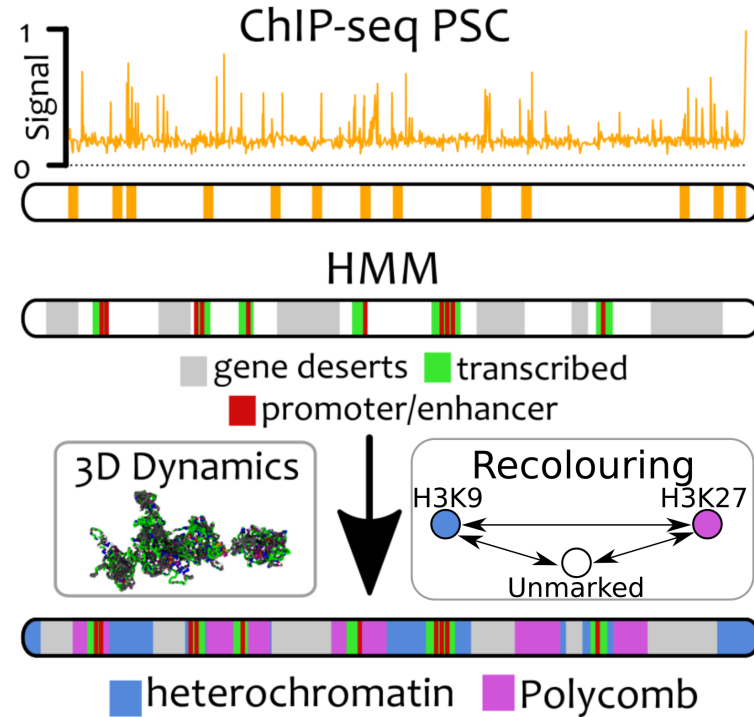 ChIP-seq PSC
1
Signal
0
HMM
gene deserts transcribed
promoter/enhancer
3D Dynamics
Recolouring
H3K9 H3K27
Unmarked
heterochromatin Polycomb